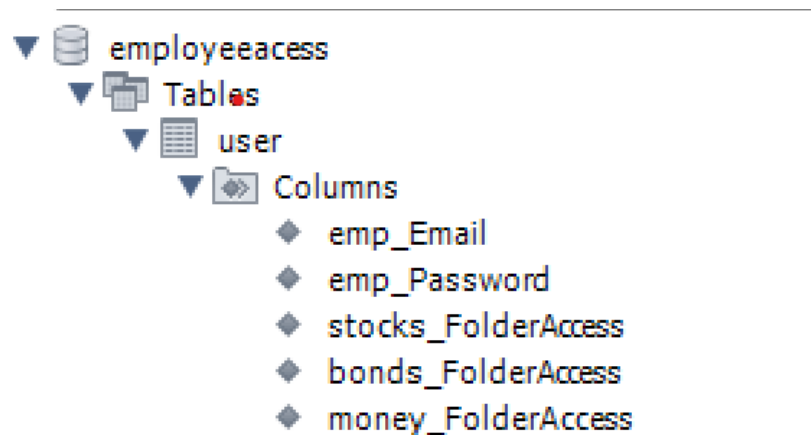 employeeacess
Tables
user
Columns
emp_Email
emp_Password
stocks_FolderAccess
bonds_FolderAccess
money_FolderAccess